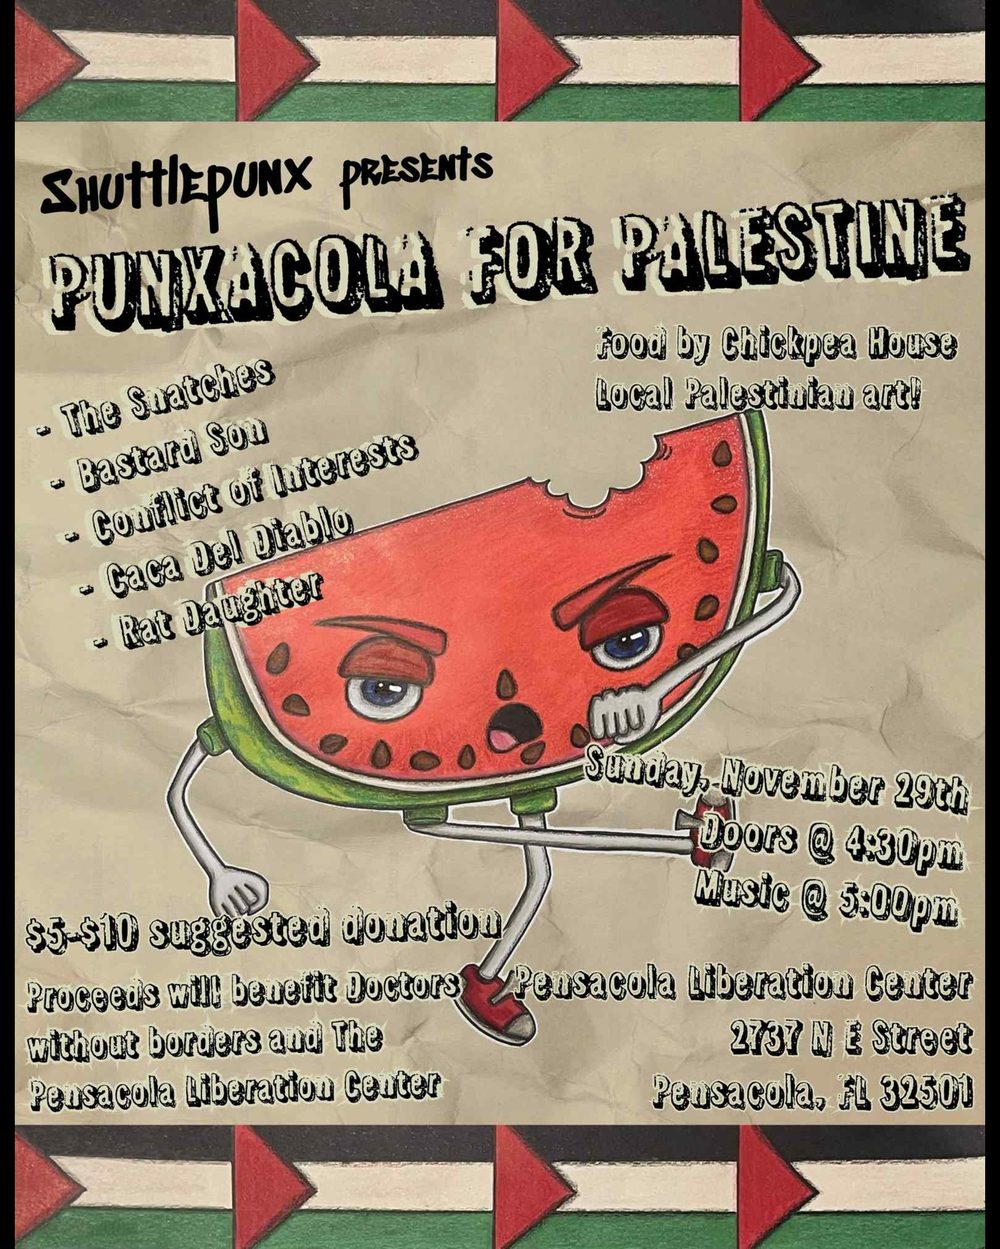 Shuttlepunx presents
PUNXACOLA FOR PALESTINE
Food by Chickpea House
Local Palestinian art!
- The Snatches
- Bastard Son
- Conflict of Interests
- Caca Del Diablo
- Rat Daughter
Sunday, November 29th
Doors @ 4:30pm
Music @ 5:00pm
$5-$10 suggested donation
Proceeds will benefit Doctors
without borders and The
Pensacola Liberation Center
Pensacola Liberation Center
2737 N E Street
Pensacola, FL 32501